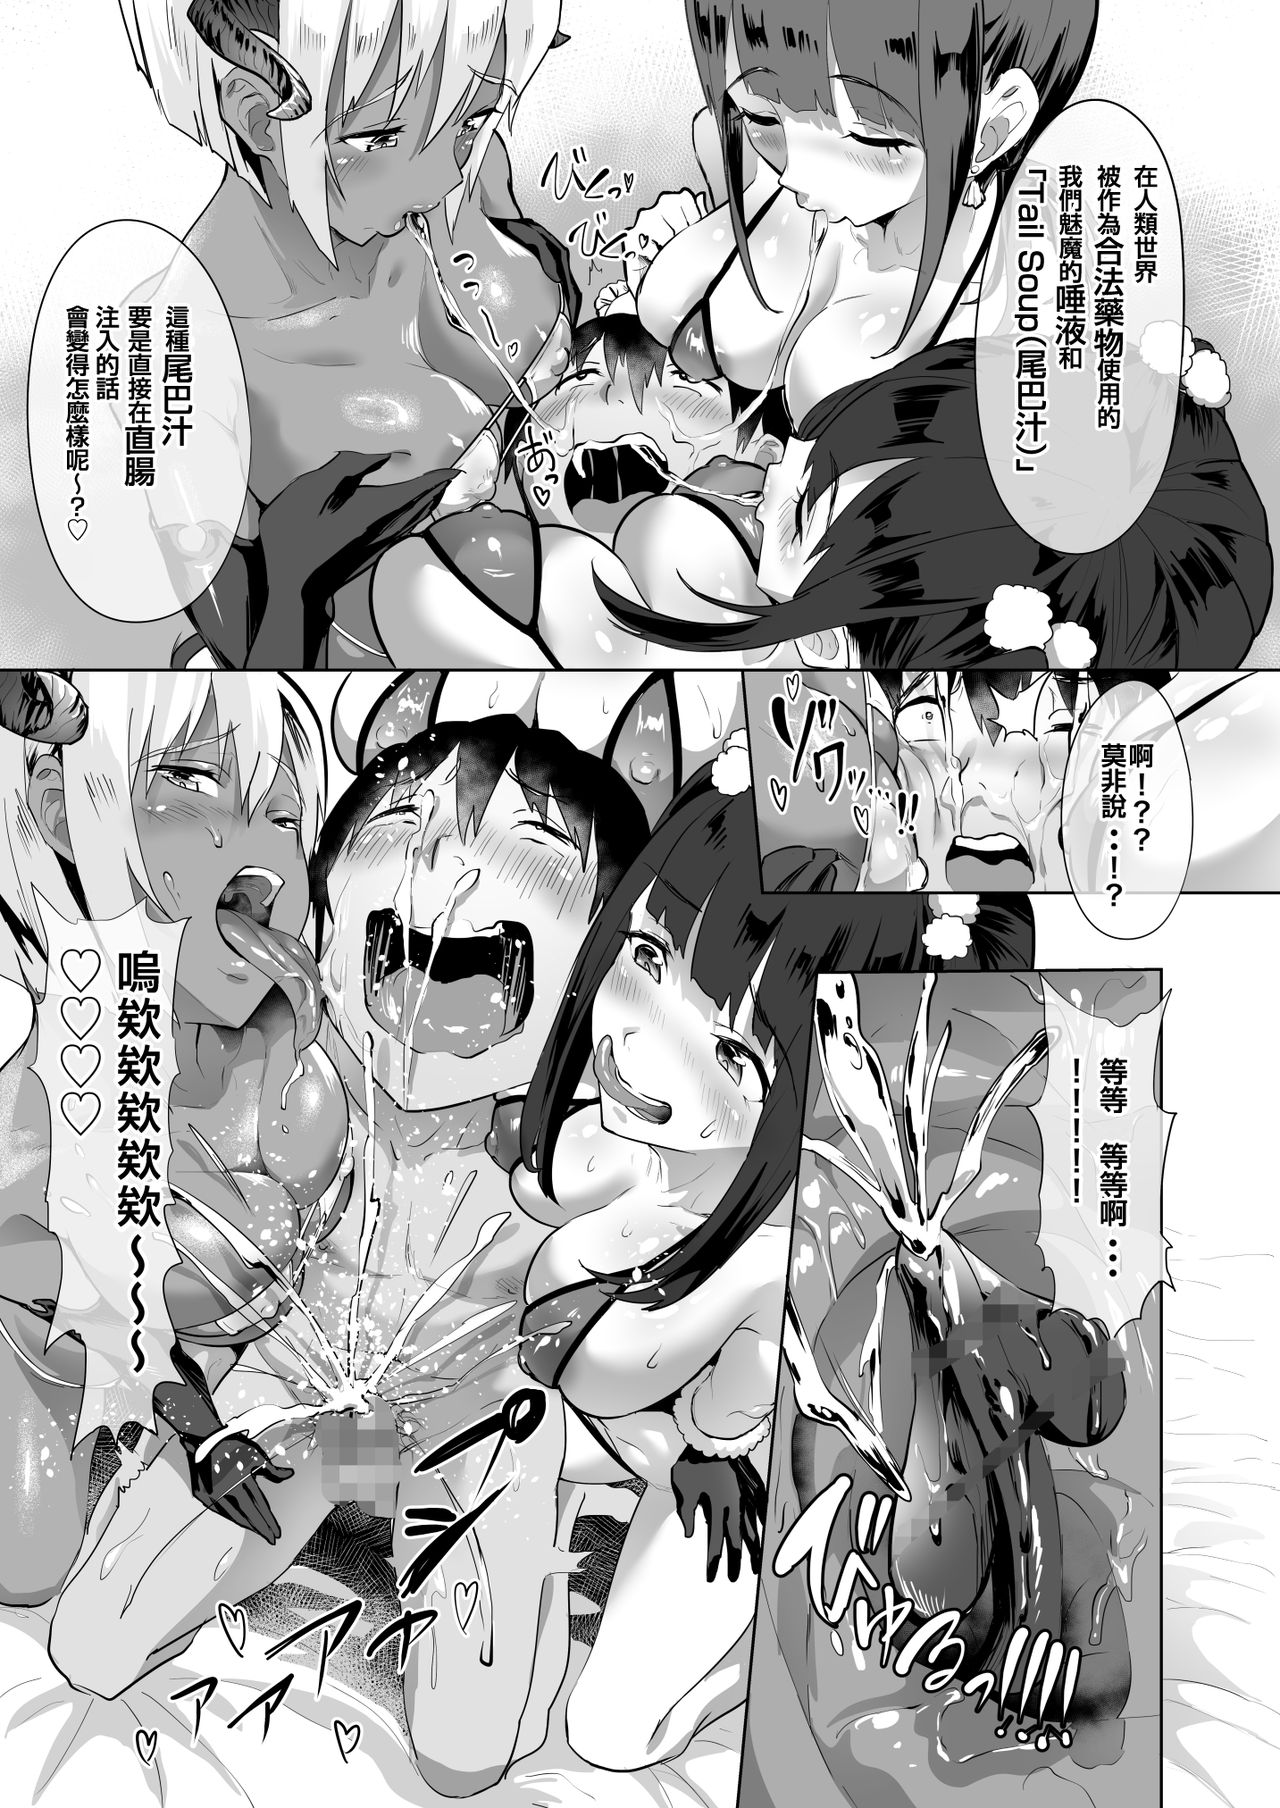 在人類世界
被作為合法藥物使用的
我們魅魔的唾液和
「Tail Soup(尾巴汁)」
這種尾巴汁
要是直接在直腸
注入的話
會變得怎麼樣呢～?♡
びくっ♡
びくっ
あっ
♡
啊!??
莫非說：!?
ゾワッ…!!
等等 等等啊…
!!!!!!!
嗚欸欸欸欸欸～～～
♡♡♡♡
プシャアアアア
びゅるるっ!!!!